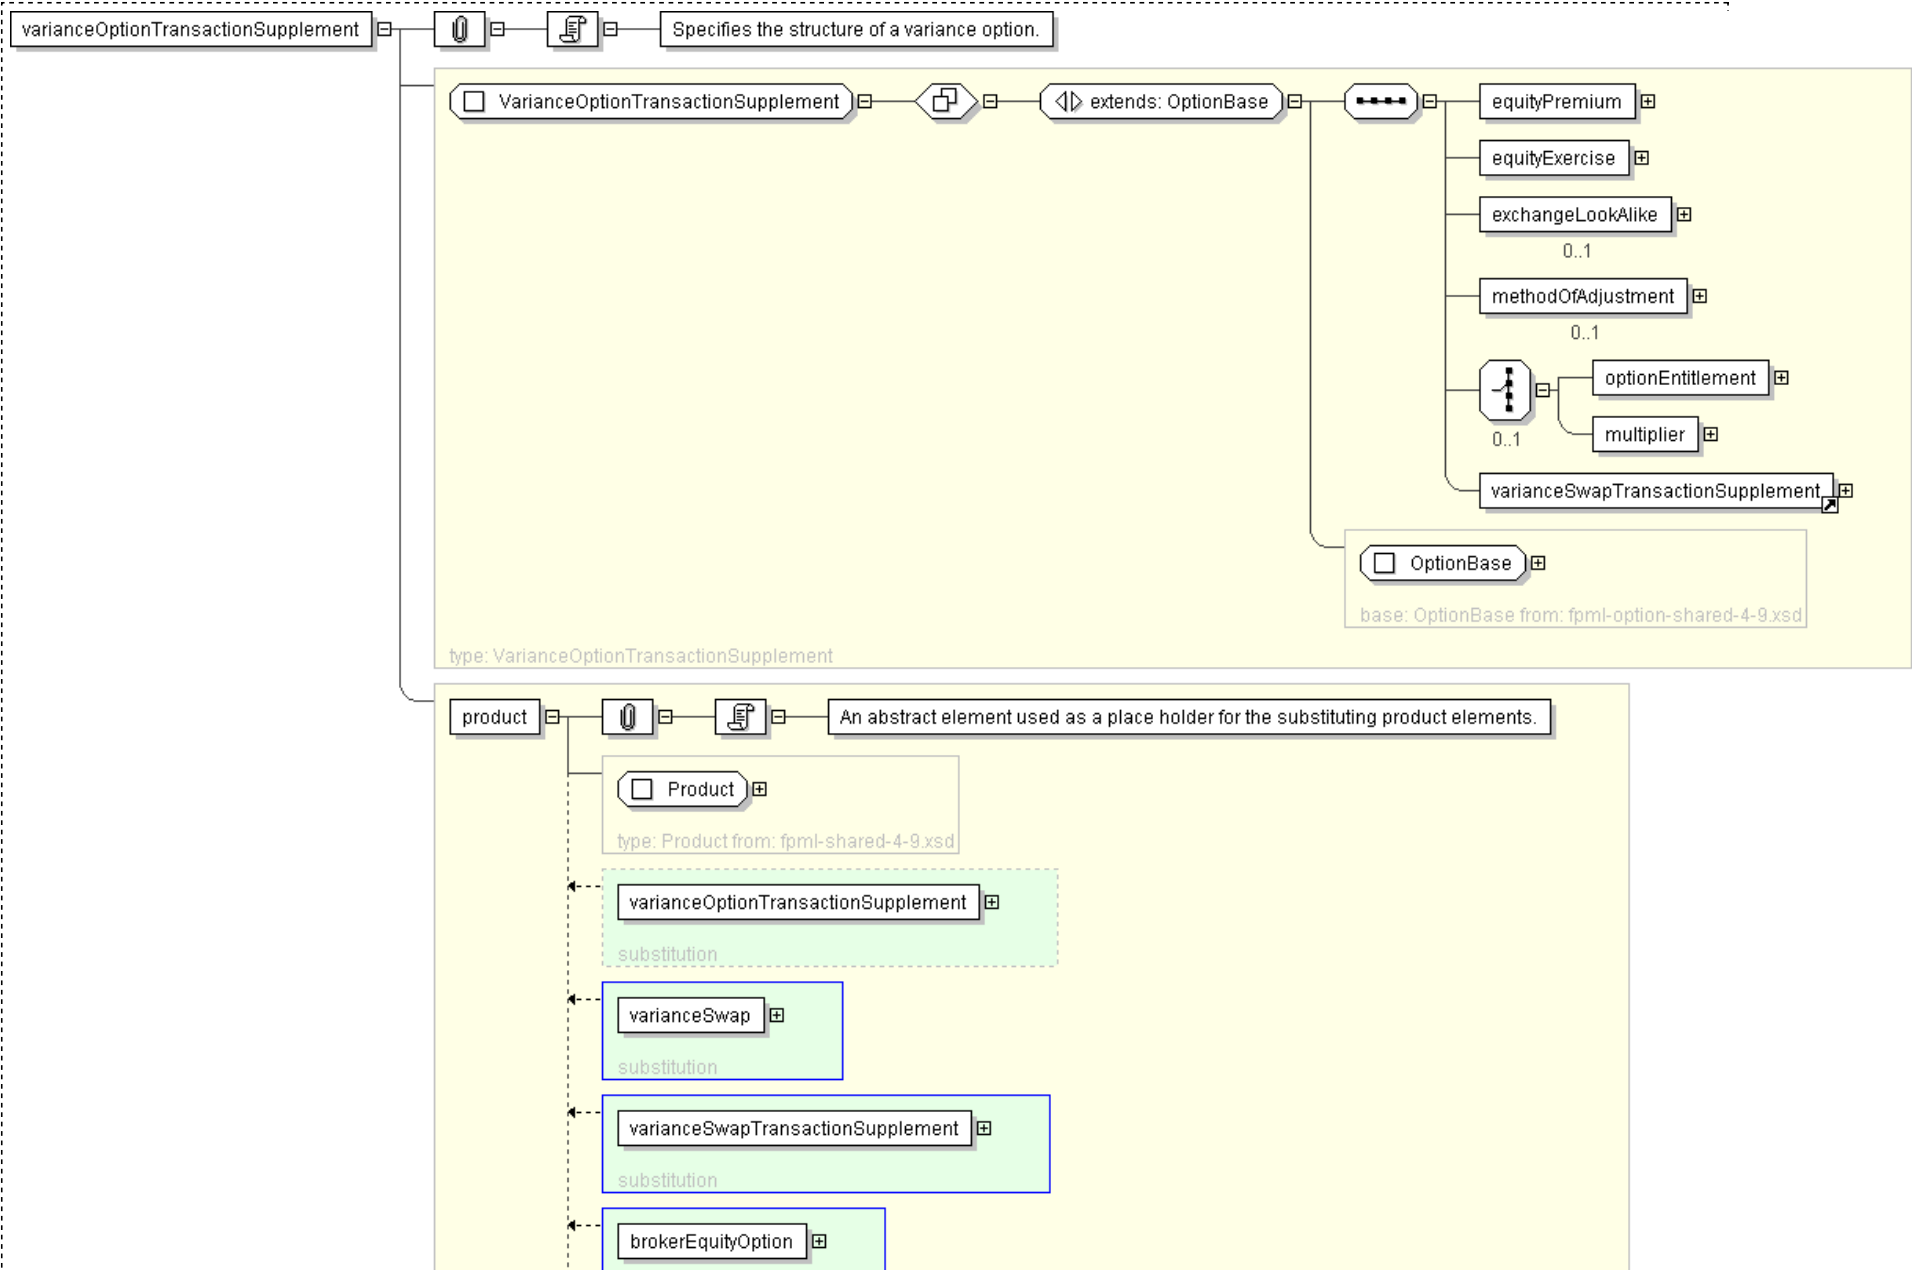 varianceOptionTransactionSupplement
Specifies the structure of a variance option.
VarianceOptionTransactionSupplement
extends: OptionBase
equityPremium
equityExercise
exchangeLookAlike
0..1
methodOfAdjustment
0..1
optionEntitlement
0..1
multiplier
varianceSwapTransactionSupplement
OptionBase
base: OptionBase from: fpml-option-shared-4-9.xsd
type: VarianceOptionTransactionSupplement
product
An abstract element used as a place holder for the substituting product elements.
Product
type: Product from: fpml-shared-4-9.xsd
varianceOptionTransactionSupplement
substitution
varianceSwap
substitution
varianceSwapTransactionSupplement
substitution
brokerEquityOption